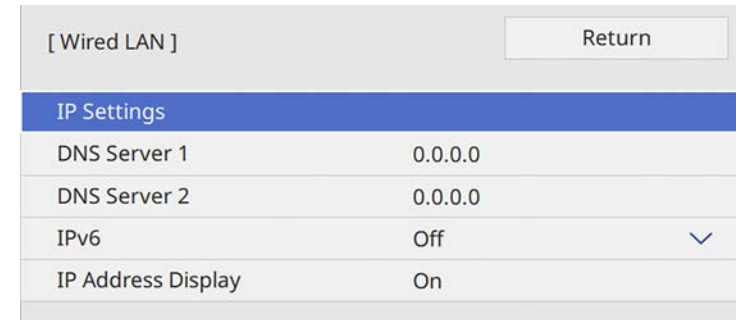 [ Wired LAN ] Return
IP Settings
DNS Server 1 0.0.0.0
DNS Server 2 0.0.0.0
IPv6 Off
IP Address Display On